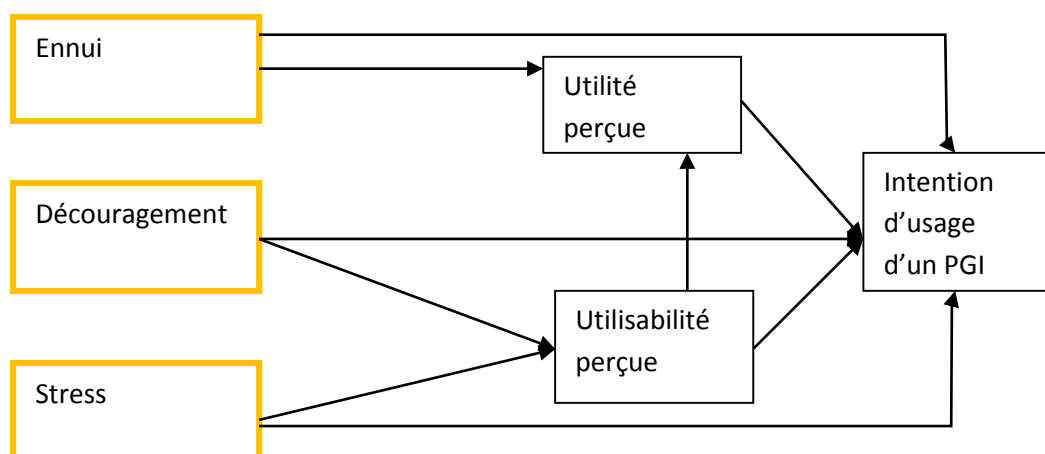 Ennui
Utilité
perçue
Intention
d’usage
d’un PGI
Découragement
Utilisabilité
perçue
Stress